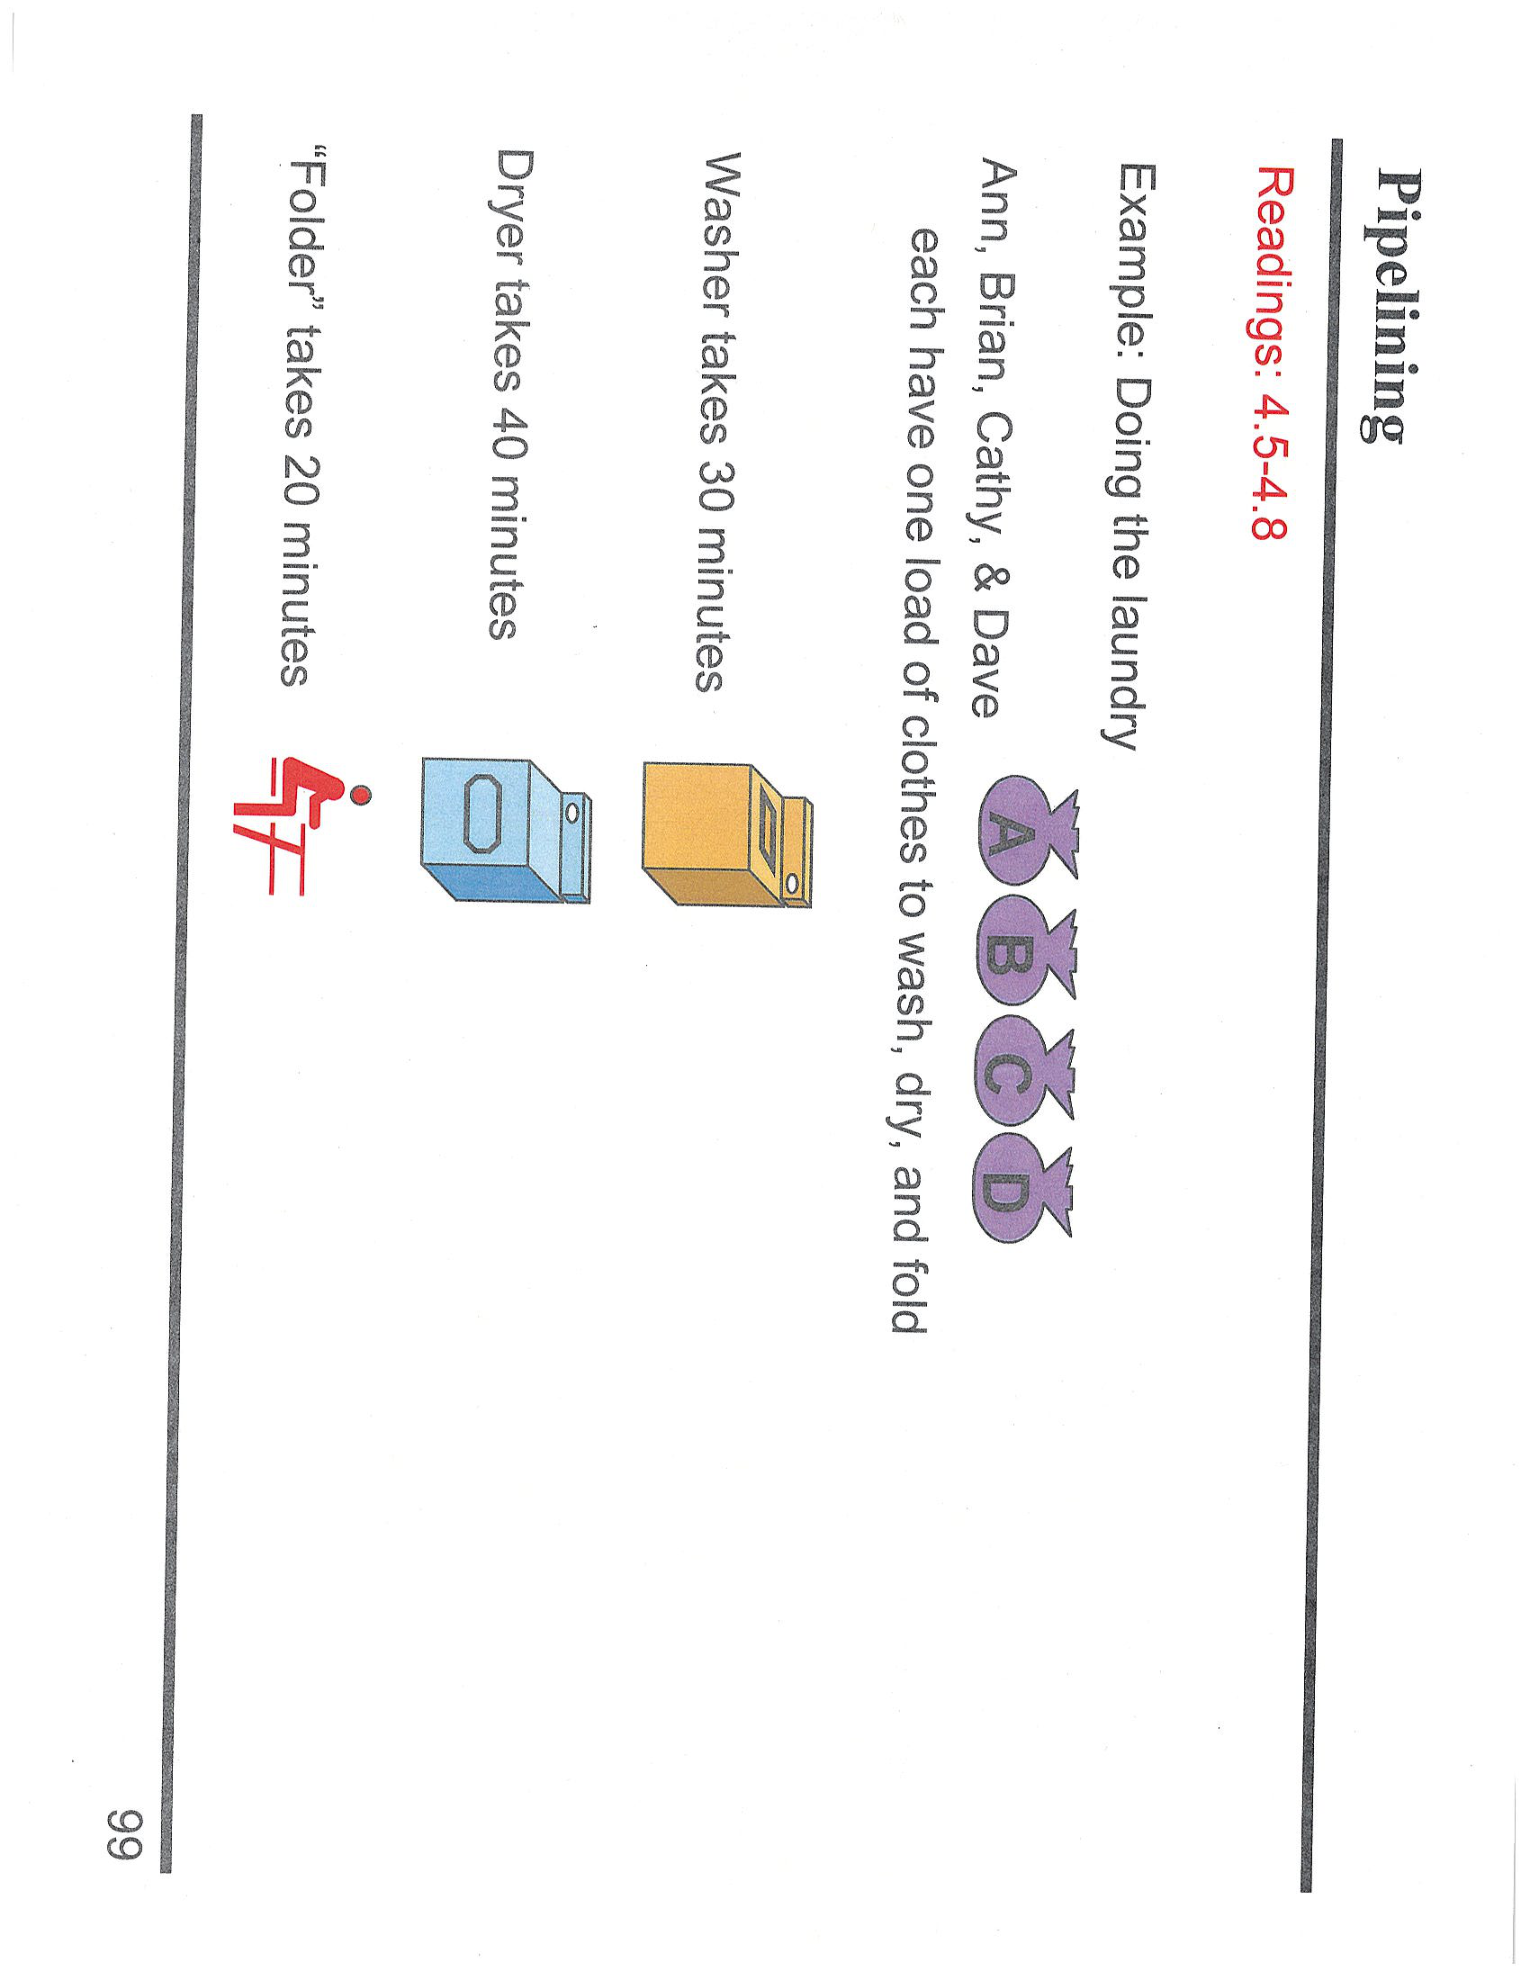 Pipelining
Readings: 4.5-4.8
Example: Doing the laundry
Ann, Brian, Cathy, & Dave
A B C D
each have one load of clothes to wash, dry, and fold
Washer takes 30 minutes
Dryer takes 40 minutes
“Folder” takes 20 minutes
99